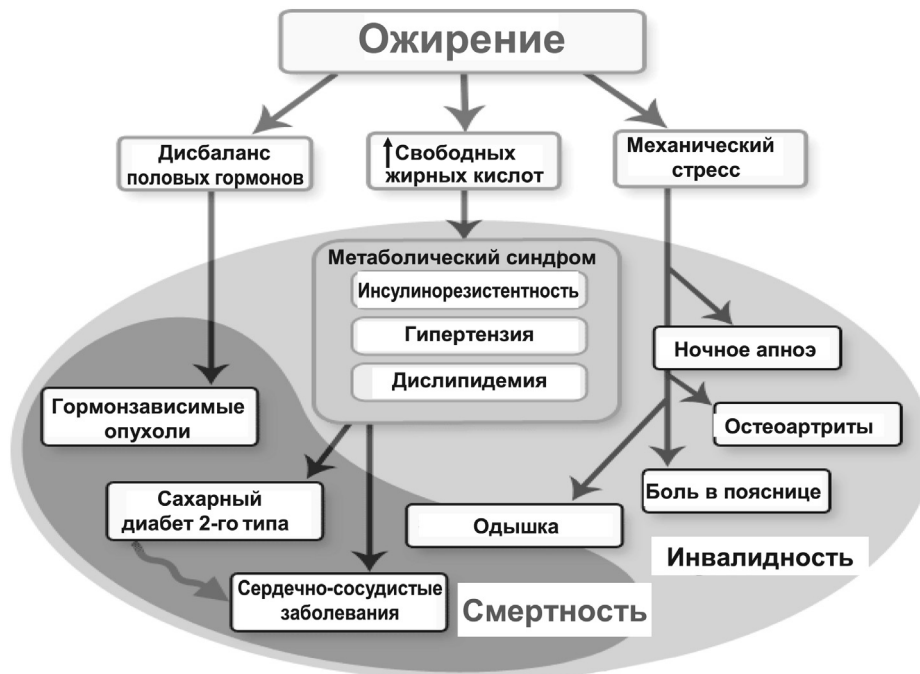 Ожирение
Дисбаланс
половых гормонов
↑Свободных
жирных кислот
Механический
стресс
Метаболический синдром
Инсулинорезистентность
Гипертензия
Дислипидемия
Ночное апноэ
Остеоартриты
Боль в пояснице
Одышка
Гормонзависимые
опухоли
Сахарный
диабет 2-го типа
Сердечно-сосудистые
заболевания
Инвалидность
Смертность